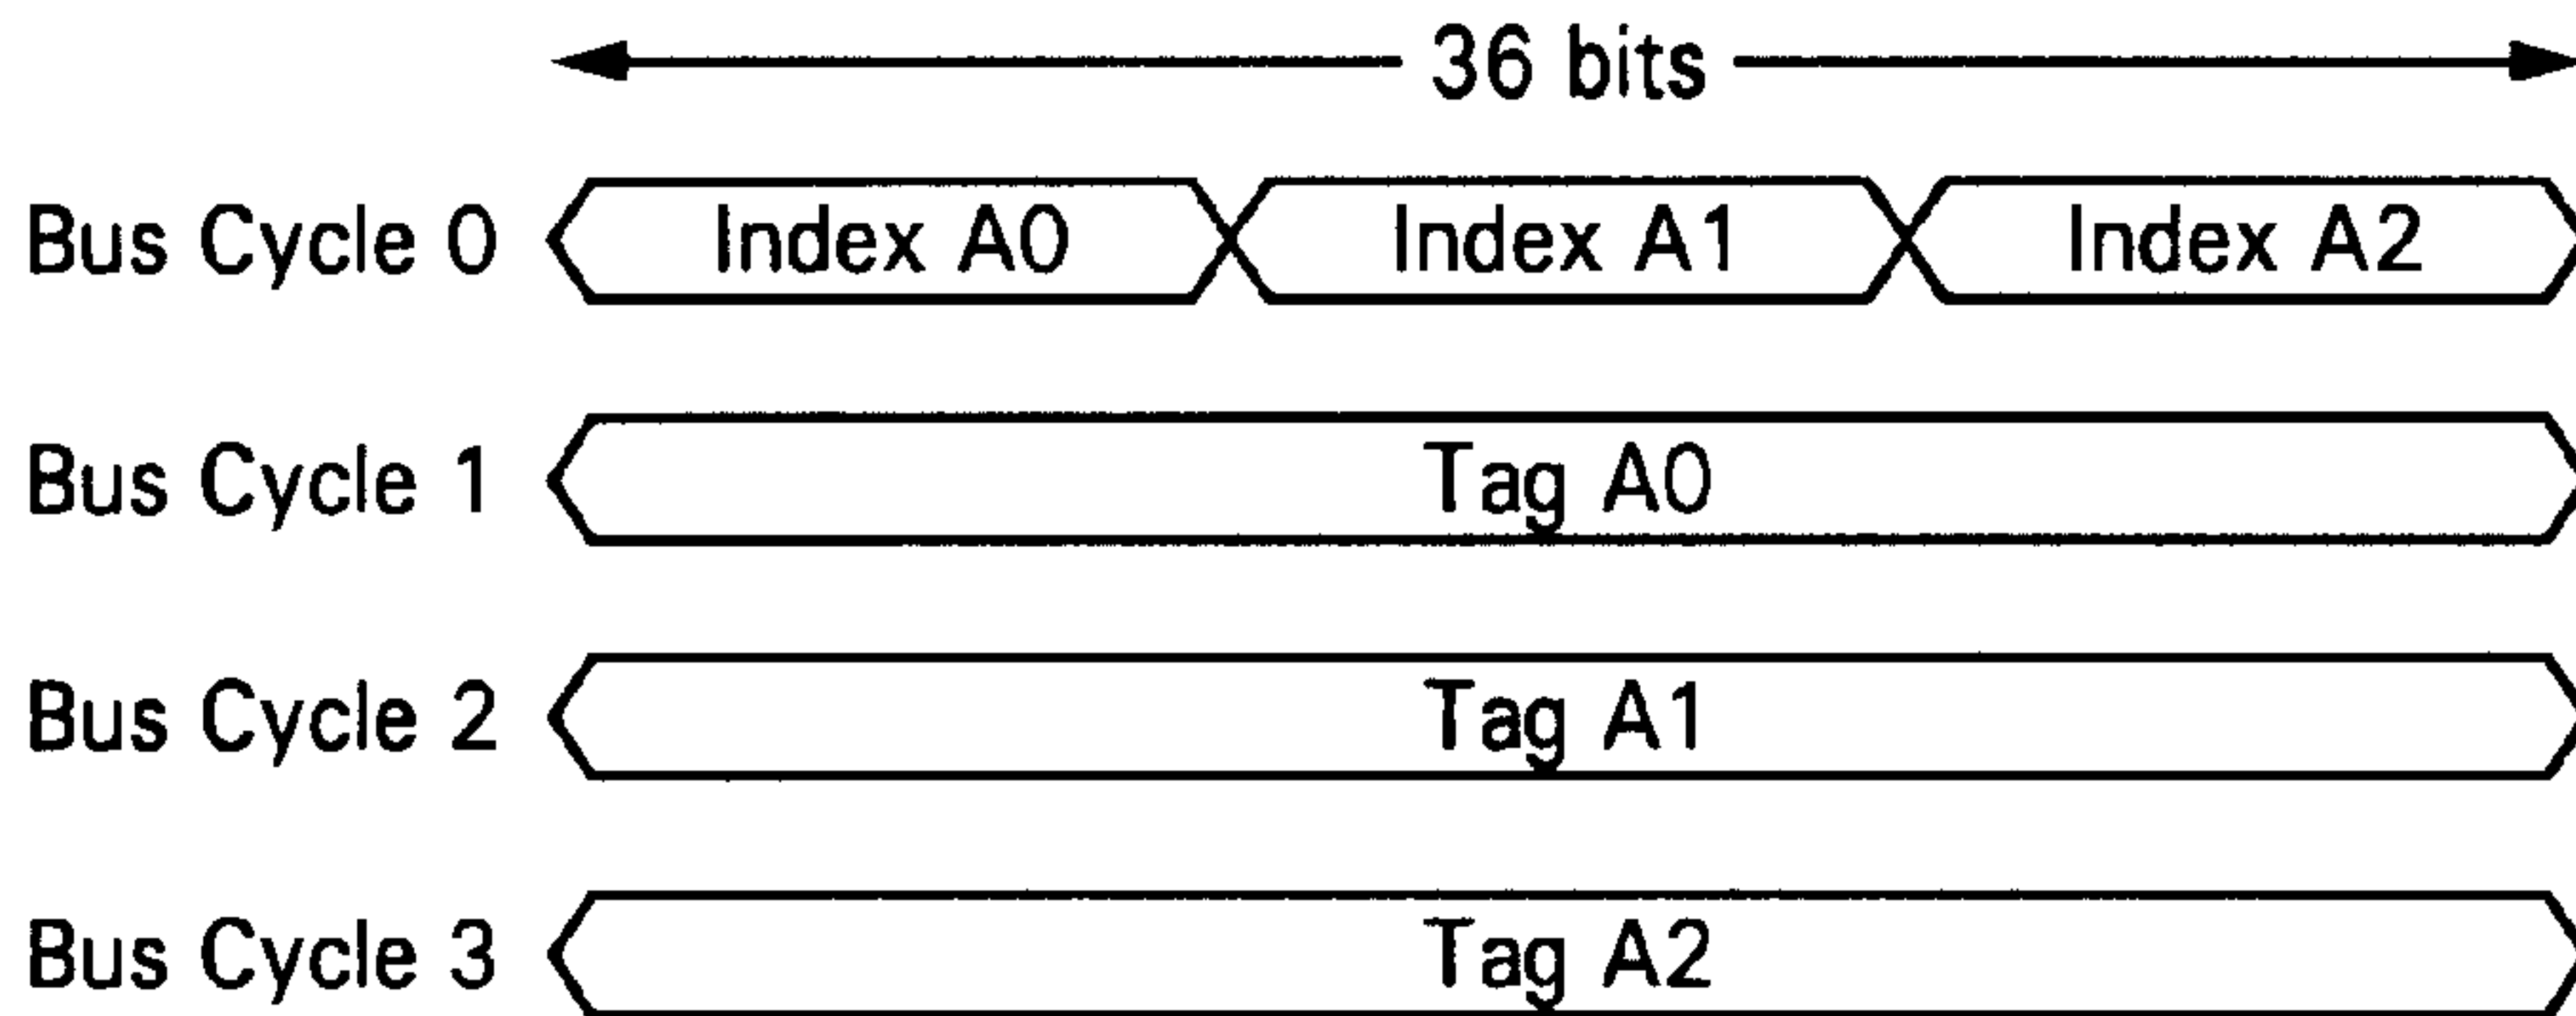 36 bits
Bus Cycle 0 Index A0 Index A1 Index A2
Bus Cycle 1 Tag A0
Bus Cycle 2 Tag A1
Bus Cycle 3 Tag A2